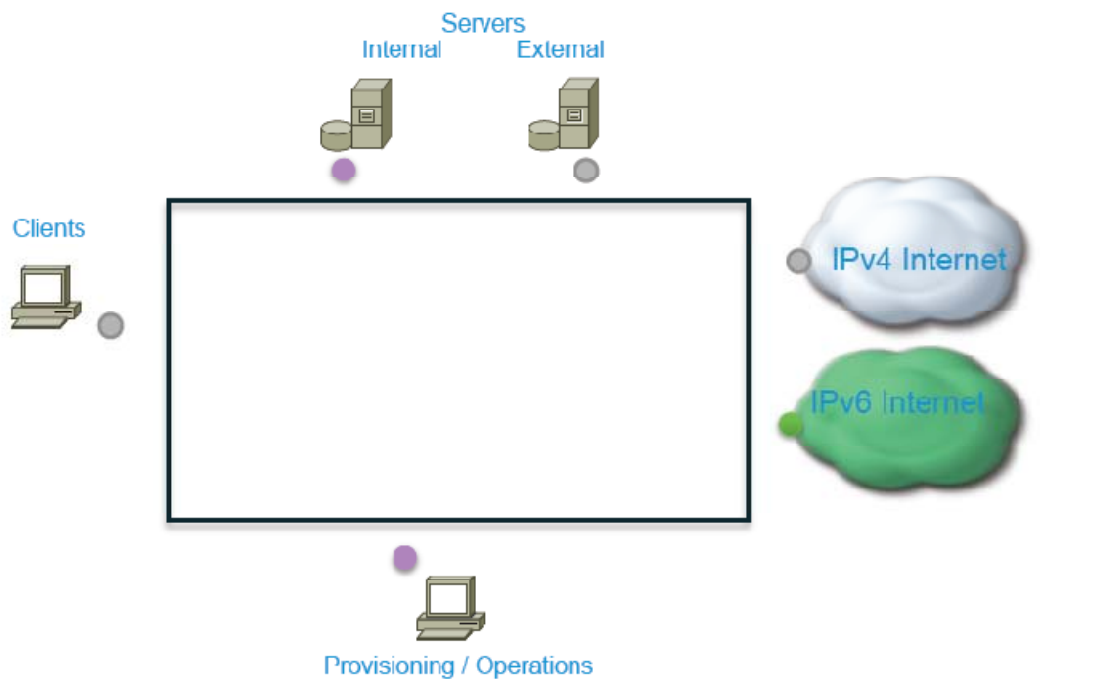 Servers
Internal External
Clients
IPv4 Internet
IPv6 Internet
Provisioning / Operations